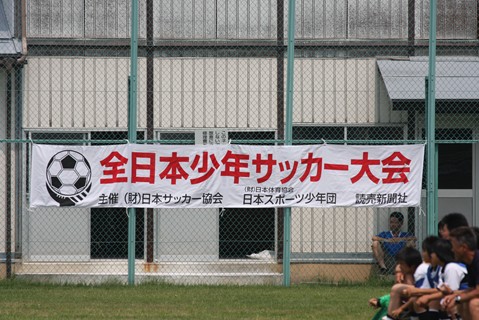 全日本少年サッカー大会
(財)日本体育協会
主催 (財)日本サッカー協会 日本スポーツ少年団 読売新聞社